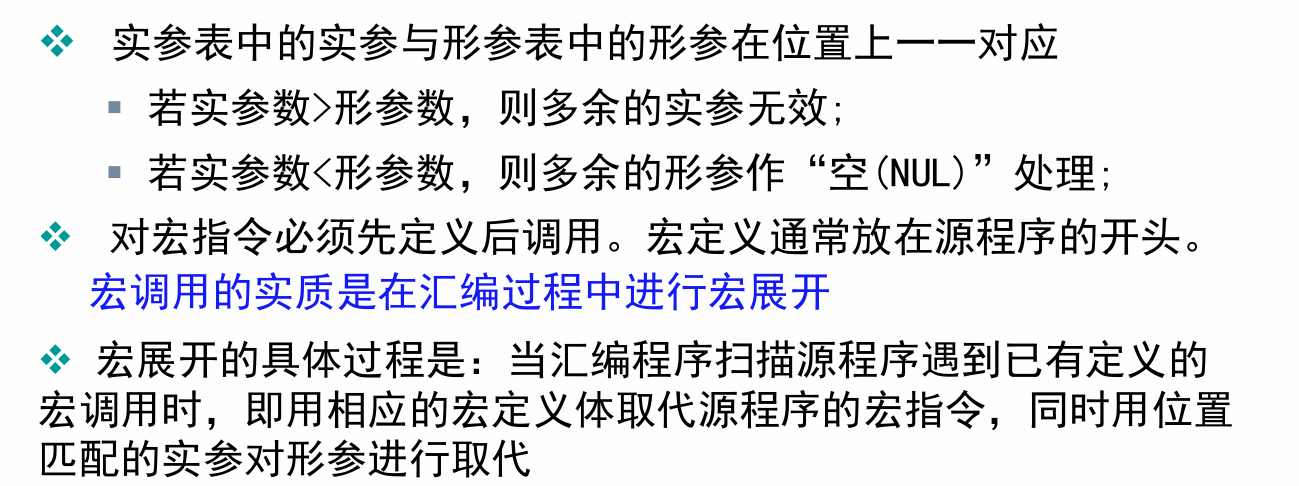 实参表中的实参与形参表中的形参在位置上一一对应
若实参数>形参数，则多余的实参无效;
若实参数<形参数，则多余的形参作“空(NUL)”处理;
对宏指令必须先定义后调用。宏定义通常放在源程序的开头。
宏调用的实质是在汇编过程中进行宏展开
宏展开的具体过程是：当汇编程序扫描源程序遇到已有定义的
宏调用时，即用相应的宏定义体取代源程序的宏指令，同时用位置
匹配的实参对形参进行取代